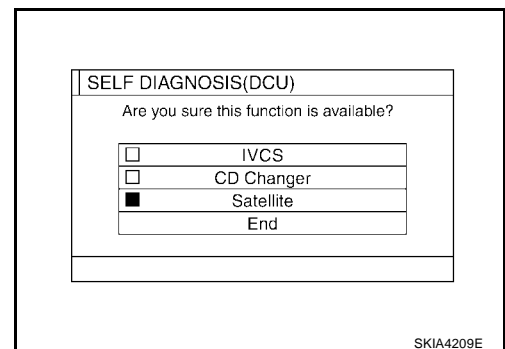 SELF DIAGNOSIS(DCU)
Are you sure this function is available?
IVCS
CD Changer
Satellite
End
SKIA4209E